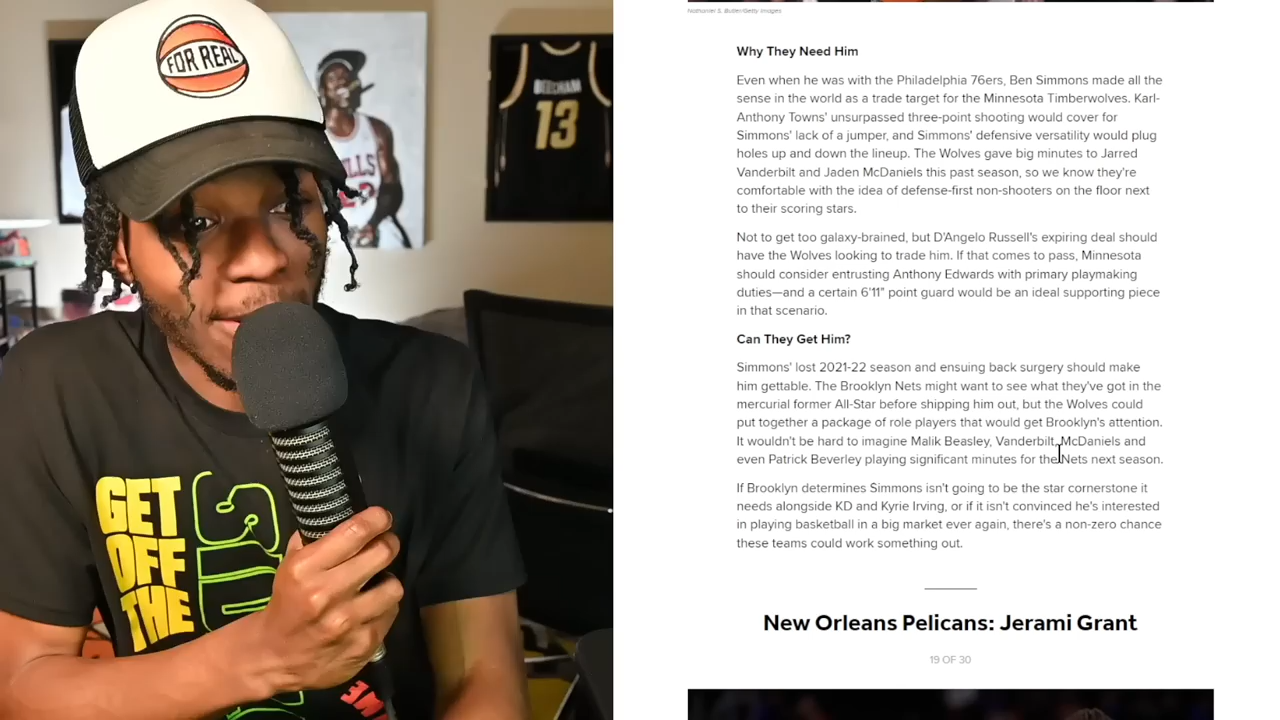 FOR REAL
BEECHAM
13
GET
OFF
THE
Nathaniel S. Butler/Getty Images
Why They Need Him
Even when he was with the Philadelphia 76ers, Ben Simmons made all the
sense in the world as a trade target for the Minnesota Timberwolves. Karl-
Anthony Towns' unsurpassed three-point shooting would cover for
Simmons' lack of a jumper, and Simmons' defensive versatility would plug
holes up and down the lineup. The Wolves gave big minutes to Jarred
Vanderbilt and Jaden McDaniels this past season, so we know they're
comfortable with the idea of defense-first non-shooters on the floor next
to their scoring stars.
Not to get too galaxy-brained, but D'Angelo Russell's expiring deal should
have the Wolves looking to trade him. If that comes to pass, Minnesota
should consider entrusting Anthony Edwards with primary playmaking
duties—and a certain 6'11" point guard would be an ideal supporting piece
in that scenario.
Can They Get Him?
Simmons' lost 2021-22 season and ensuing back surgery should make
him gettable. The Brooklyn Nets might want to see what they've got in the
mercurial former All-Star before shipping him out, but the Wolves could
put together a package of role players that would get Brooklyn's attention.
It wouldn't be hard to imagine Malik Beasley, Vanderbilt, McDaniels and
even Patrick Beverley playing significant minutes for the Nets next season.
If Brooklyn determines Simmons isn't going to be the star cornerstone it
needs alongside KD and Kyrie Irving, or if it isn't convinced he's interested
in playing basketball in a big market ever again, there's a non-zero chance
these teams could work something out.
New Orleans Pelicans: Jerami Grant
19 OF 30